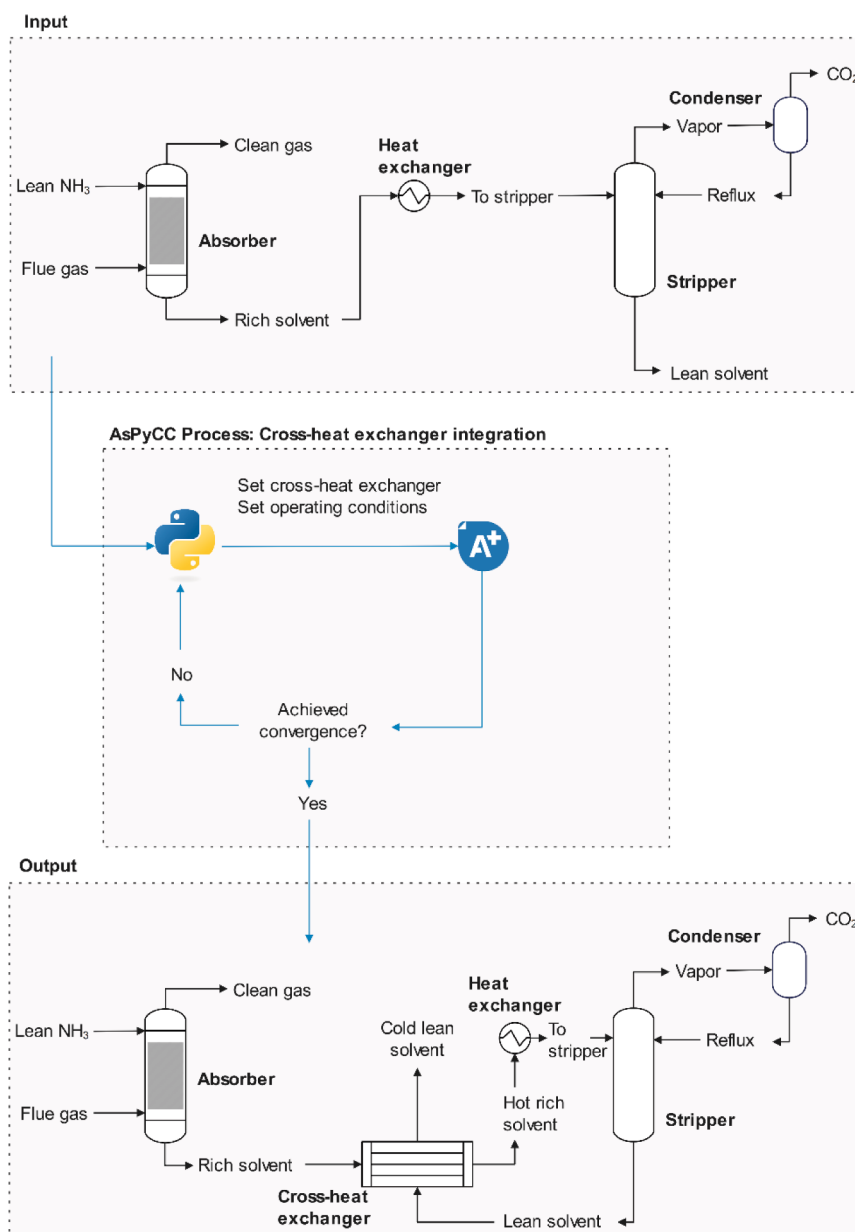 Input
CO₂
Condenser
Vapor
Clean gas
Heat
exchanger
Lean NH₃
To stripper
Reflux
Absorber
Flue gas
Stripper
Rich solvent
Lean solvent
AsPyCC Process: Cross-heat exchanger integration
Set cross-heat exchanger
Set operating conditions
A+
No
Achieved
convergence?
Yes
Output
CO₂
Condenser
Vapor
Clean gas
Heat
exchanger
Lean NH₃
Cold lean
solvent
To
stripper
Reflux
Absorber
Hot rich
solvent
Flue gas
Stripper
Rich solvent
Cross-heat
exchanger
Lean solvent